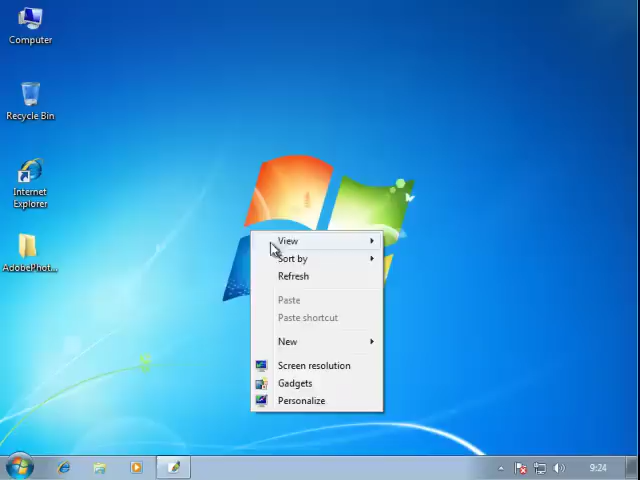 Computer
Recycle Bin
Internet
Explorer
AdobePhot...
View
Sort by
Refresh
Paste
Paste shortcut
New
Screen resolution
Gadgets
Personalize
9:24